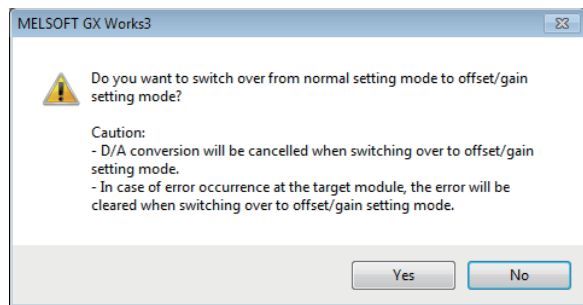 MELSOFT GX Works3
Do you want to switch over from normal setting mode to offset/gain
setting mode?
Caution:
- D/A conversion will be cancelled when switching over to offset/gain
setting mode.
- In case of error occurrence at the target module, the error will be
cleared when switching over to offset/gain setting mode.
Yes
No